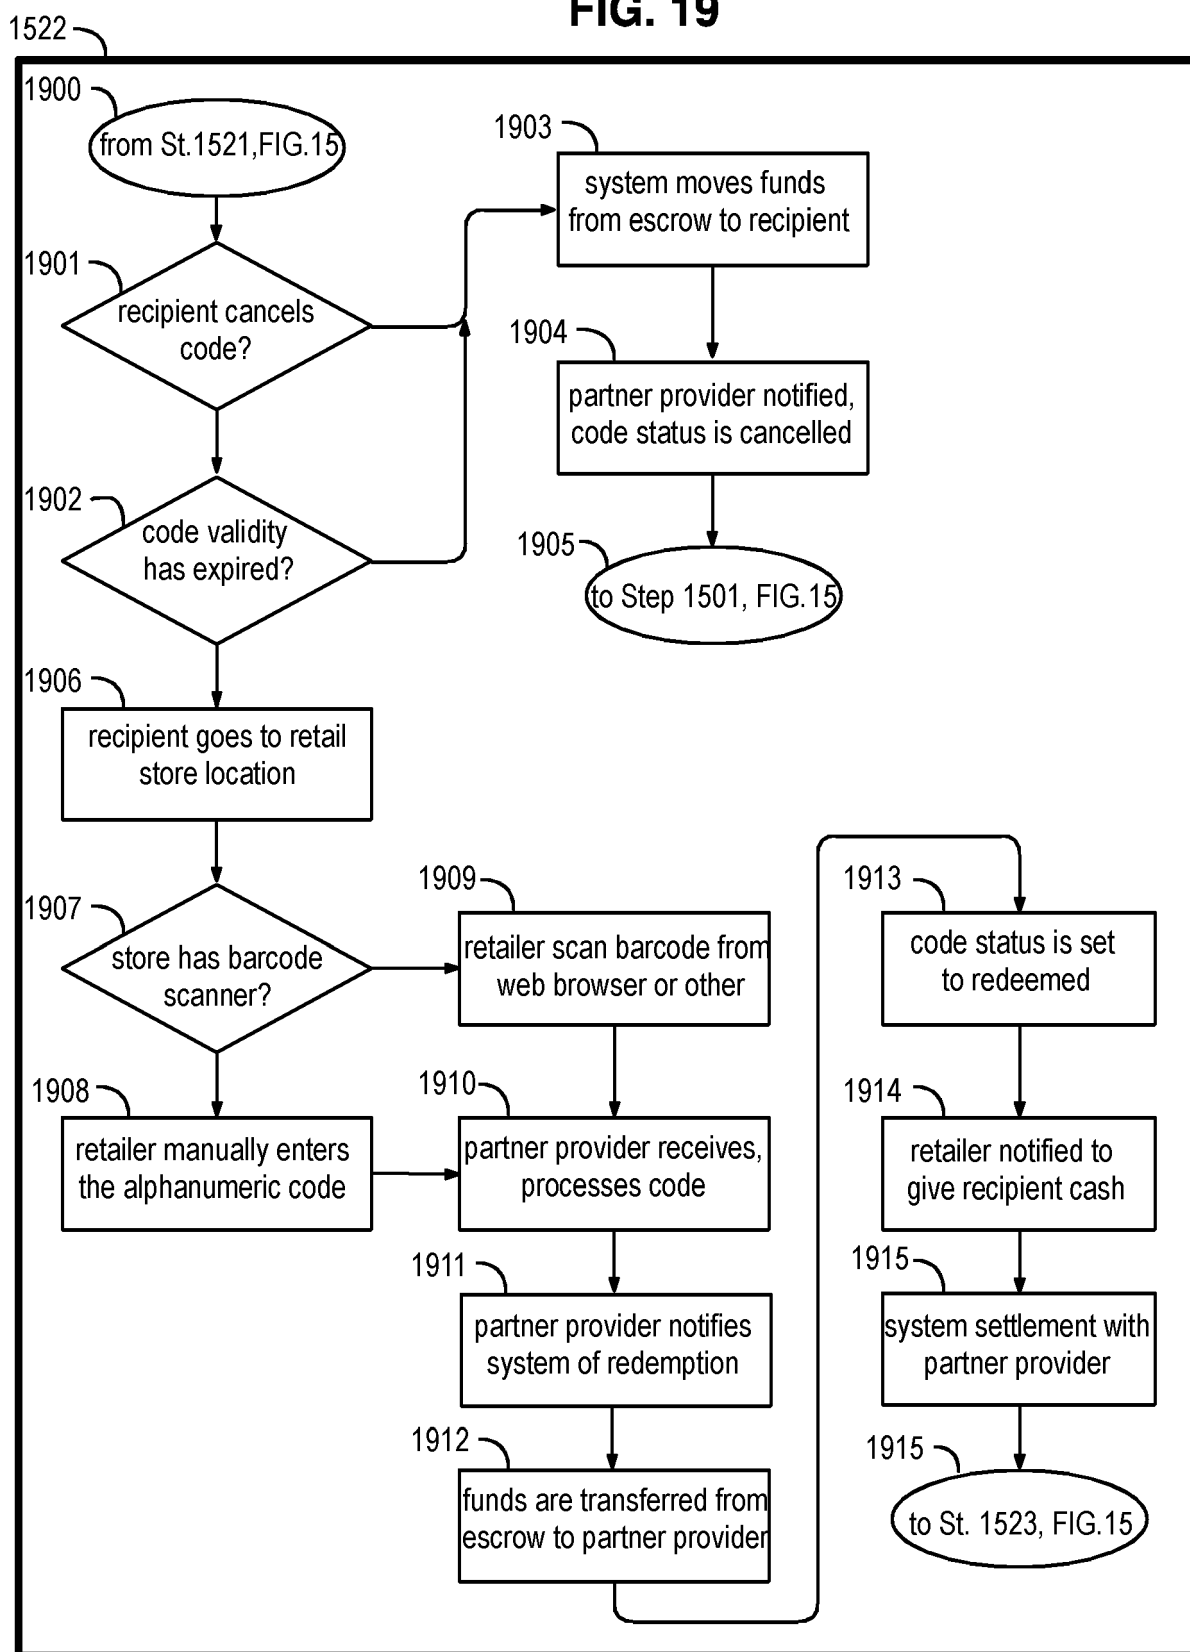 FIG. 19
1522
1900
from St.1521,FIG.15
1901
recipient cancels
code?
1902
code validity
has expired?
1903
system moves funds
from escrow to recipient
1904
partner provider notified,
code status is cancelled
1905
to Step 1501, FIG.15
1906
recipient goes to retail
store location
1907
store has barcode
scanner?
1908
retailer manually enters
the alphanumeric code
1909
retailer scan barcode from
web browser or other
1910
partner provider receives,
processes code
1911
partner provider notifies
system of redemption
1912
funds are transferred from
escrow to partner provider
1913
code status is set
to redeemed
1914
retailer notified to
give recipient cash
1915
system settlement with
partner provider
1915
to St. 1523, FIG.15